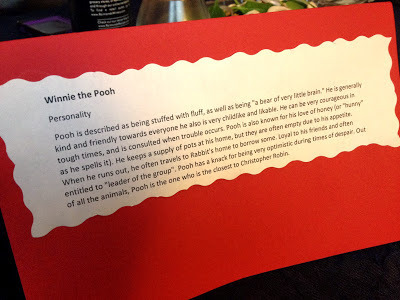 Winnie the Pooh
Personality
Pooh is described as being stuffed with fluff, as well as being "a bear of very little brain." He is generally
kind and friendly towards everyone he also is very childlike and likable. He can be very courageous in
tough times, and is consulted when trouble occurs. Pooh is also known for his love of honey (or "hunny"
as he spells it). He keeps a supply of pots at his home, but they are often empty due to his appetite.
When he runs out, he often travels to Rabbit's home to borrow some. Loyal to his friends and often
entitled to "leader of the group". Pooh has a knack for being very optimistic during times of despair. Out
of all the animals, Pooh is the one who is the closest to Christopher Robin.